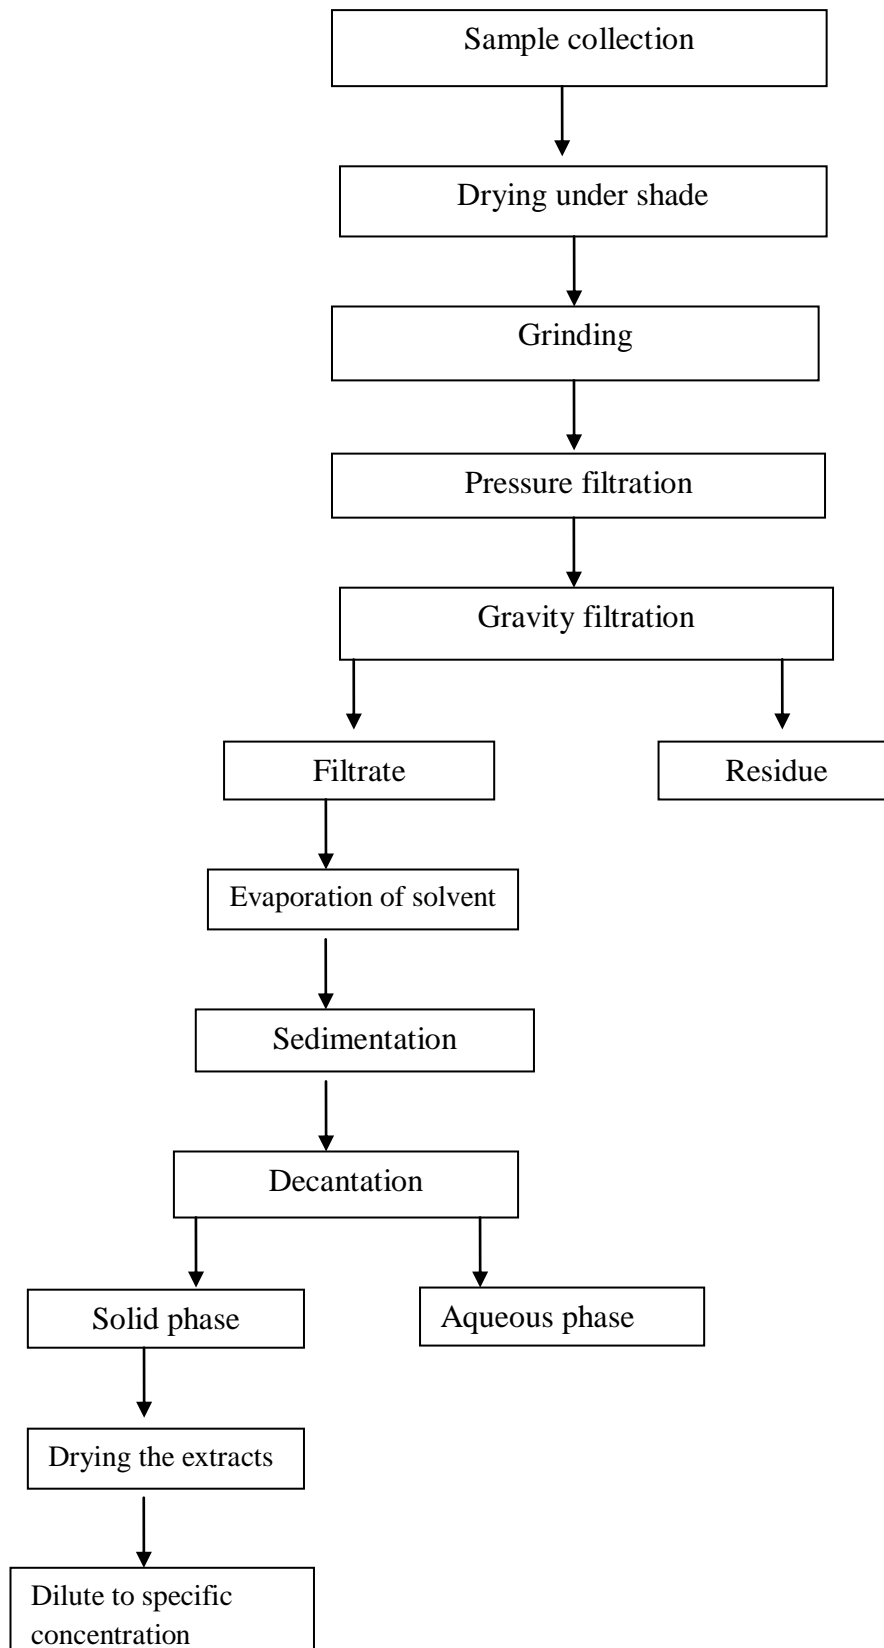 Sample collection
Drying under shade
Grinding
Pressure filtration
Gravity filtration
Filtrate
Residue
Evaporation of solvent
Sedimentation
Decantation
Solid phase
Aqueous phase
Drying the extracts
Dilute to specific
concentration